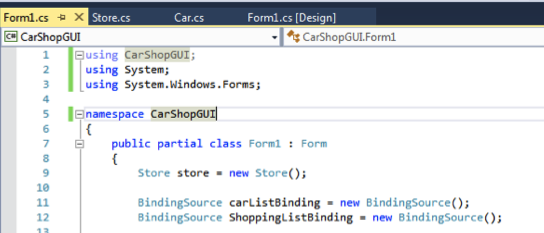 Form1.cs Store.cs Car.cs Form1.cs [Design]
C# CarShopGUI CarShopGUI.Form1
1 using CarShopGUI;
2 using System;
3 using System.Windows.Forms;
4
5 namespace CarShopGUI
6 {
7 public partial class Form1 : Form
8 {
9 Store store = new Store();
10
11 BindingSource carListBinding = new BindingSource();
12 BindingSource ShoppingListBinding = new BindingSource();
13